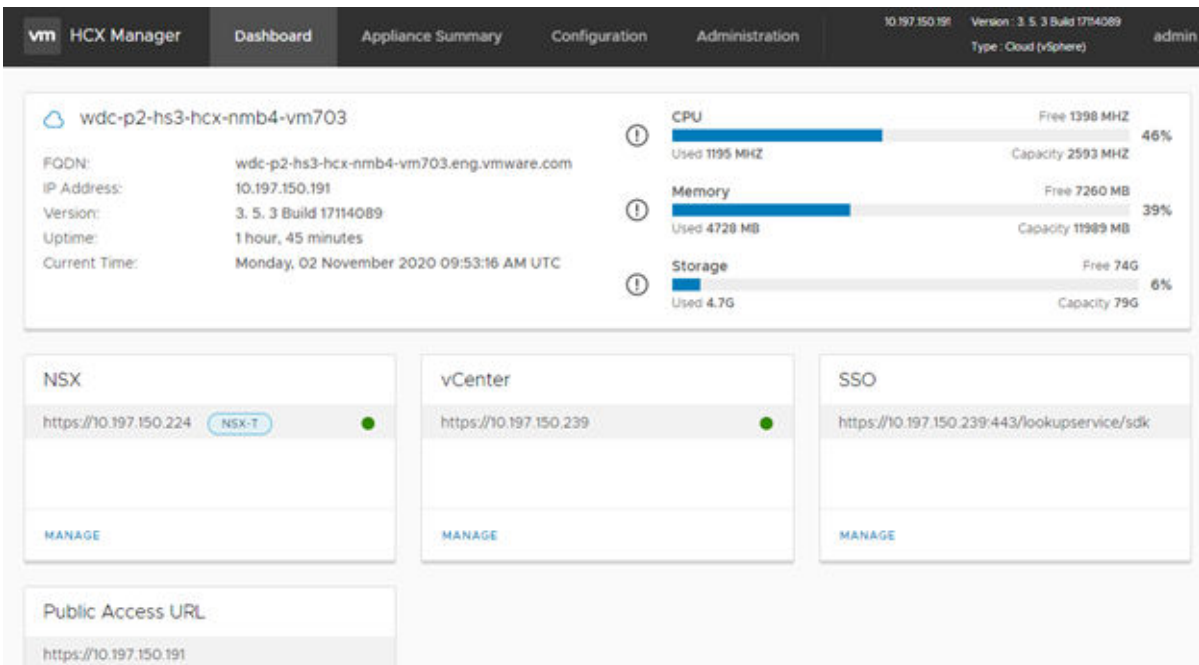 vm HCX Manager Dashboard Appliance Summary Configuration Administration 10.197.150.191 Version : 3. 5. 3 Build 17114089 admin
Type : Cloud (vSphere)
wdc-p2-hs3-hcx-nmb4-vm703
FQDN: wdc-p2-hs3-hcx-nmb4-vm703.eng.vmware.com
IP Address: 10.197.150.191
Version: 3. 5. 3 Build 17114089
Uptime: 1 hour, 45 minutes
Current Time: Monday, 02 November 2020 09:53:16 AM UTC
CPU Free 1398 MHZ
46%
Used 1195 MHZ Capacity 2593 MHZ
Memory Free 7260 MB
39%
Used 4728 MB Capacity 11989 MB
Storage Free 74G
6%
Used 4.7G Capacity 79G
NSX
https://10.197.150.224 NSX-T
MANAGE
vCenter
https://10.197.150.239
MANAGE
SSO
https://10.197.150.239:443/lookupservice/sdk
MANAGE
Public Access URL
https://10.197.150.191